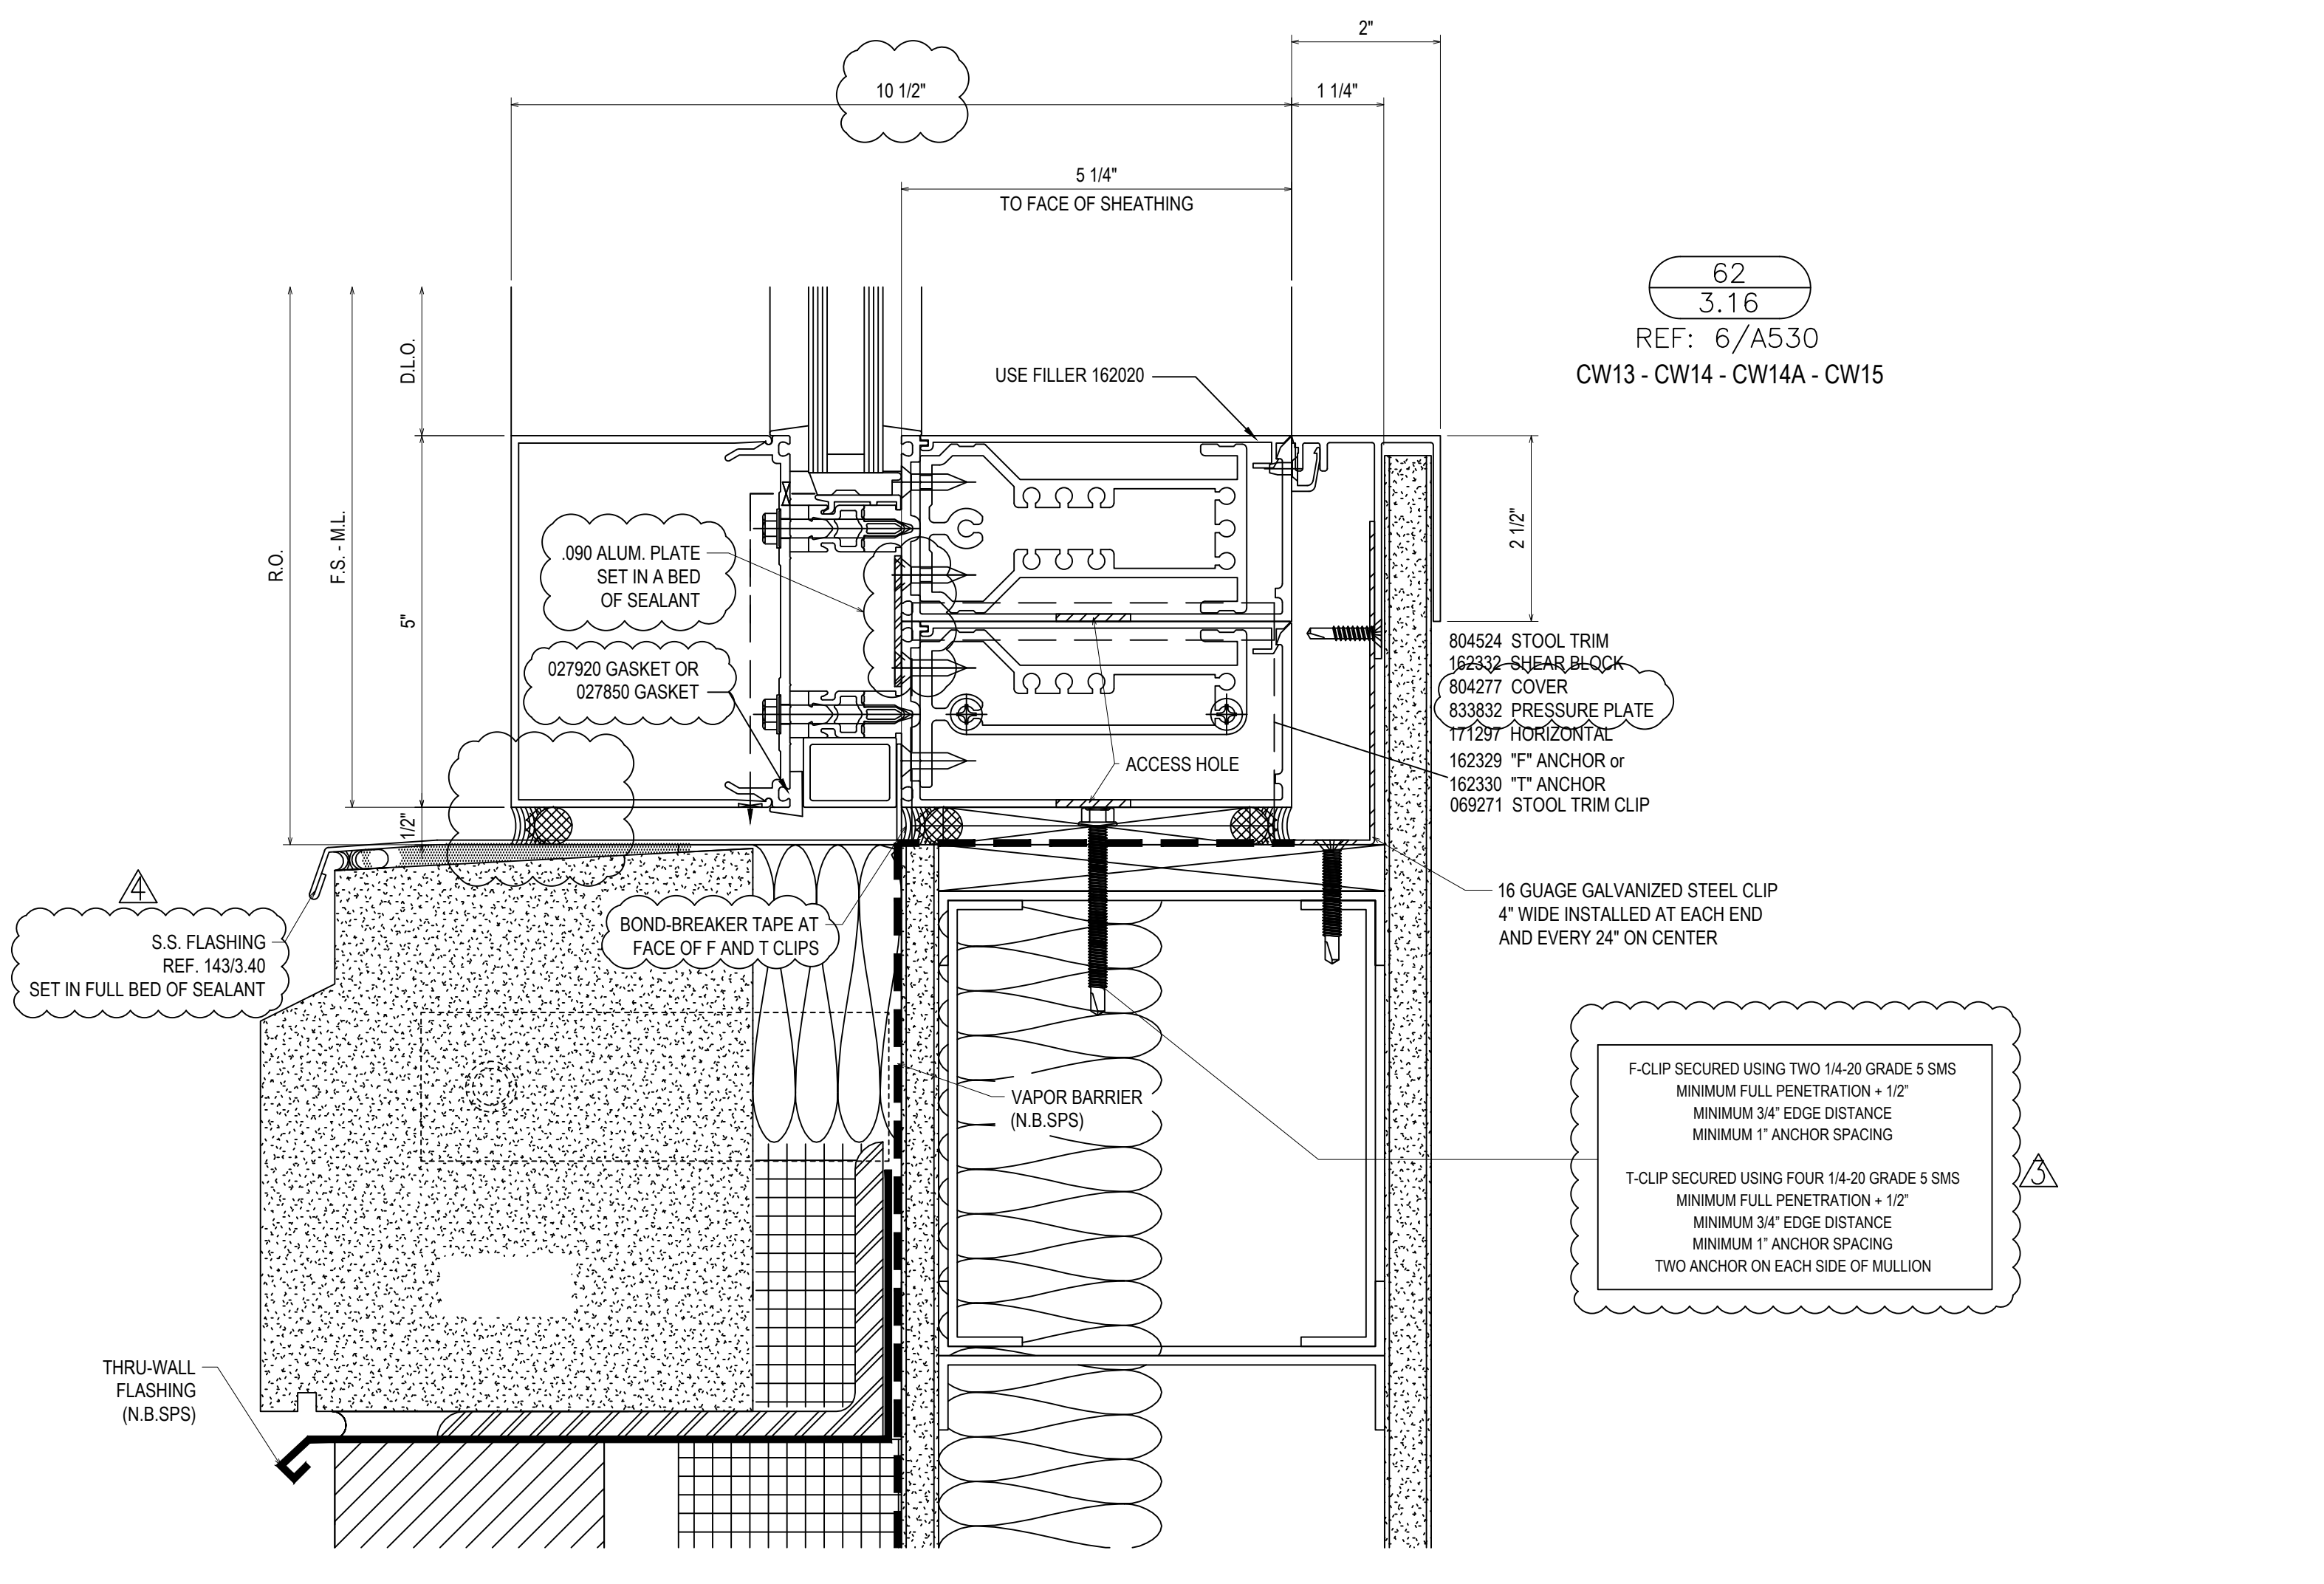 2"
10 1/2"
1 1/4"
5 1/4"
TO FACE OF SHEATHING
62
3.16
REF: 6/A530
CW13 - CW14 - CW14A - CW15
D.L.O.
USE FILLER 162020
R.O.
F.S. - M.L.
5"
2 1/2"
.090 ALUM. PLATE
SET IN A BED
OF SEALANT
027920 GASKET OR
027850 GASKET
804524 STOOL TRIM
162332 SHEAR BLOCK
804277 COVER
833832 PRESSURE PLATE
171297 HORIZONTAL
162329 "F" ANCHOR or
162330 "T" ANCHOR
069271 STOOL TRIM CLIP
ACCESS HOLE
1/2"
4
S.S. FLASHING
REF. 143/3.40
SET IN FULL BED OF SEALANT
BOND-BREAKER TAPE AT
FACE OF F AND T CLIPS
16 GUAGE GALVANIZED STEEL CLIP
4" WIDE INSTALLED AT EACH END
AND EVERY 24" ON CENTER
VAPOR BARRIER
(N.B.SPS)
F-CLIP SECURED USING TWO 1/4-20 GRADE 5 SMS
MINIMUM FULL PENETRATION + 1/2”
MINIMUM 3/4” EDGE DISTANCE
MINIMUM 1” ANCHOR SPACING
T-CLIP SECURED USING FOUR 1/4-20 GRADE 5 SMS
MINIMUM FULL PENETRATION + 1/2”
MINIMUM 3/4” EDGE DISTANCE
MINIMUM 1” ANCHOR SPACING
TWO ANCHOR ON EACH SIDE OF MULLION
3
THRU-WALL
FLASHING
(N.B.SPS)